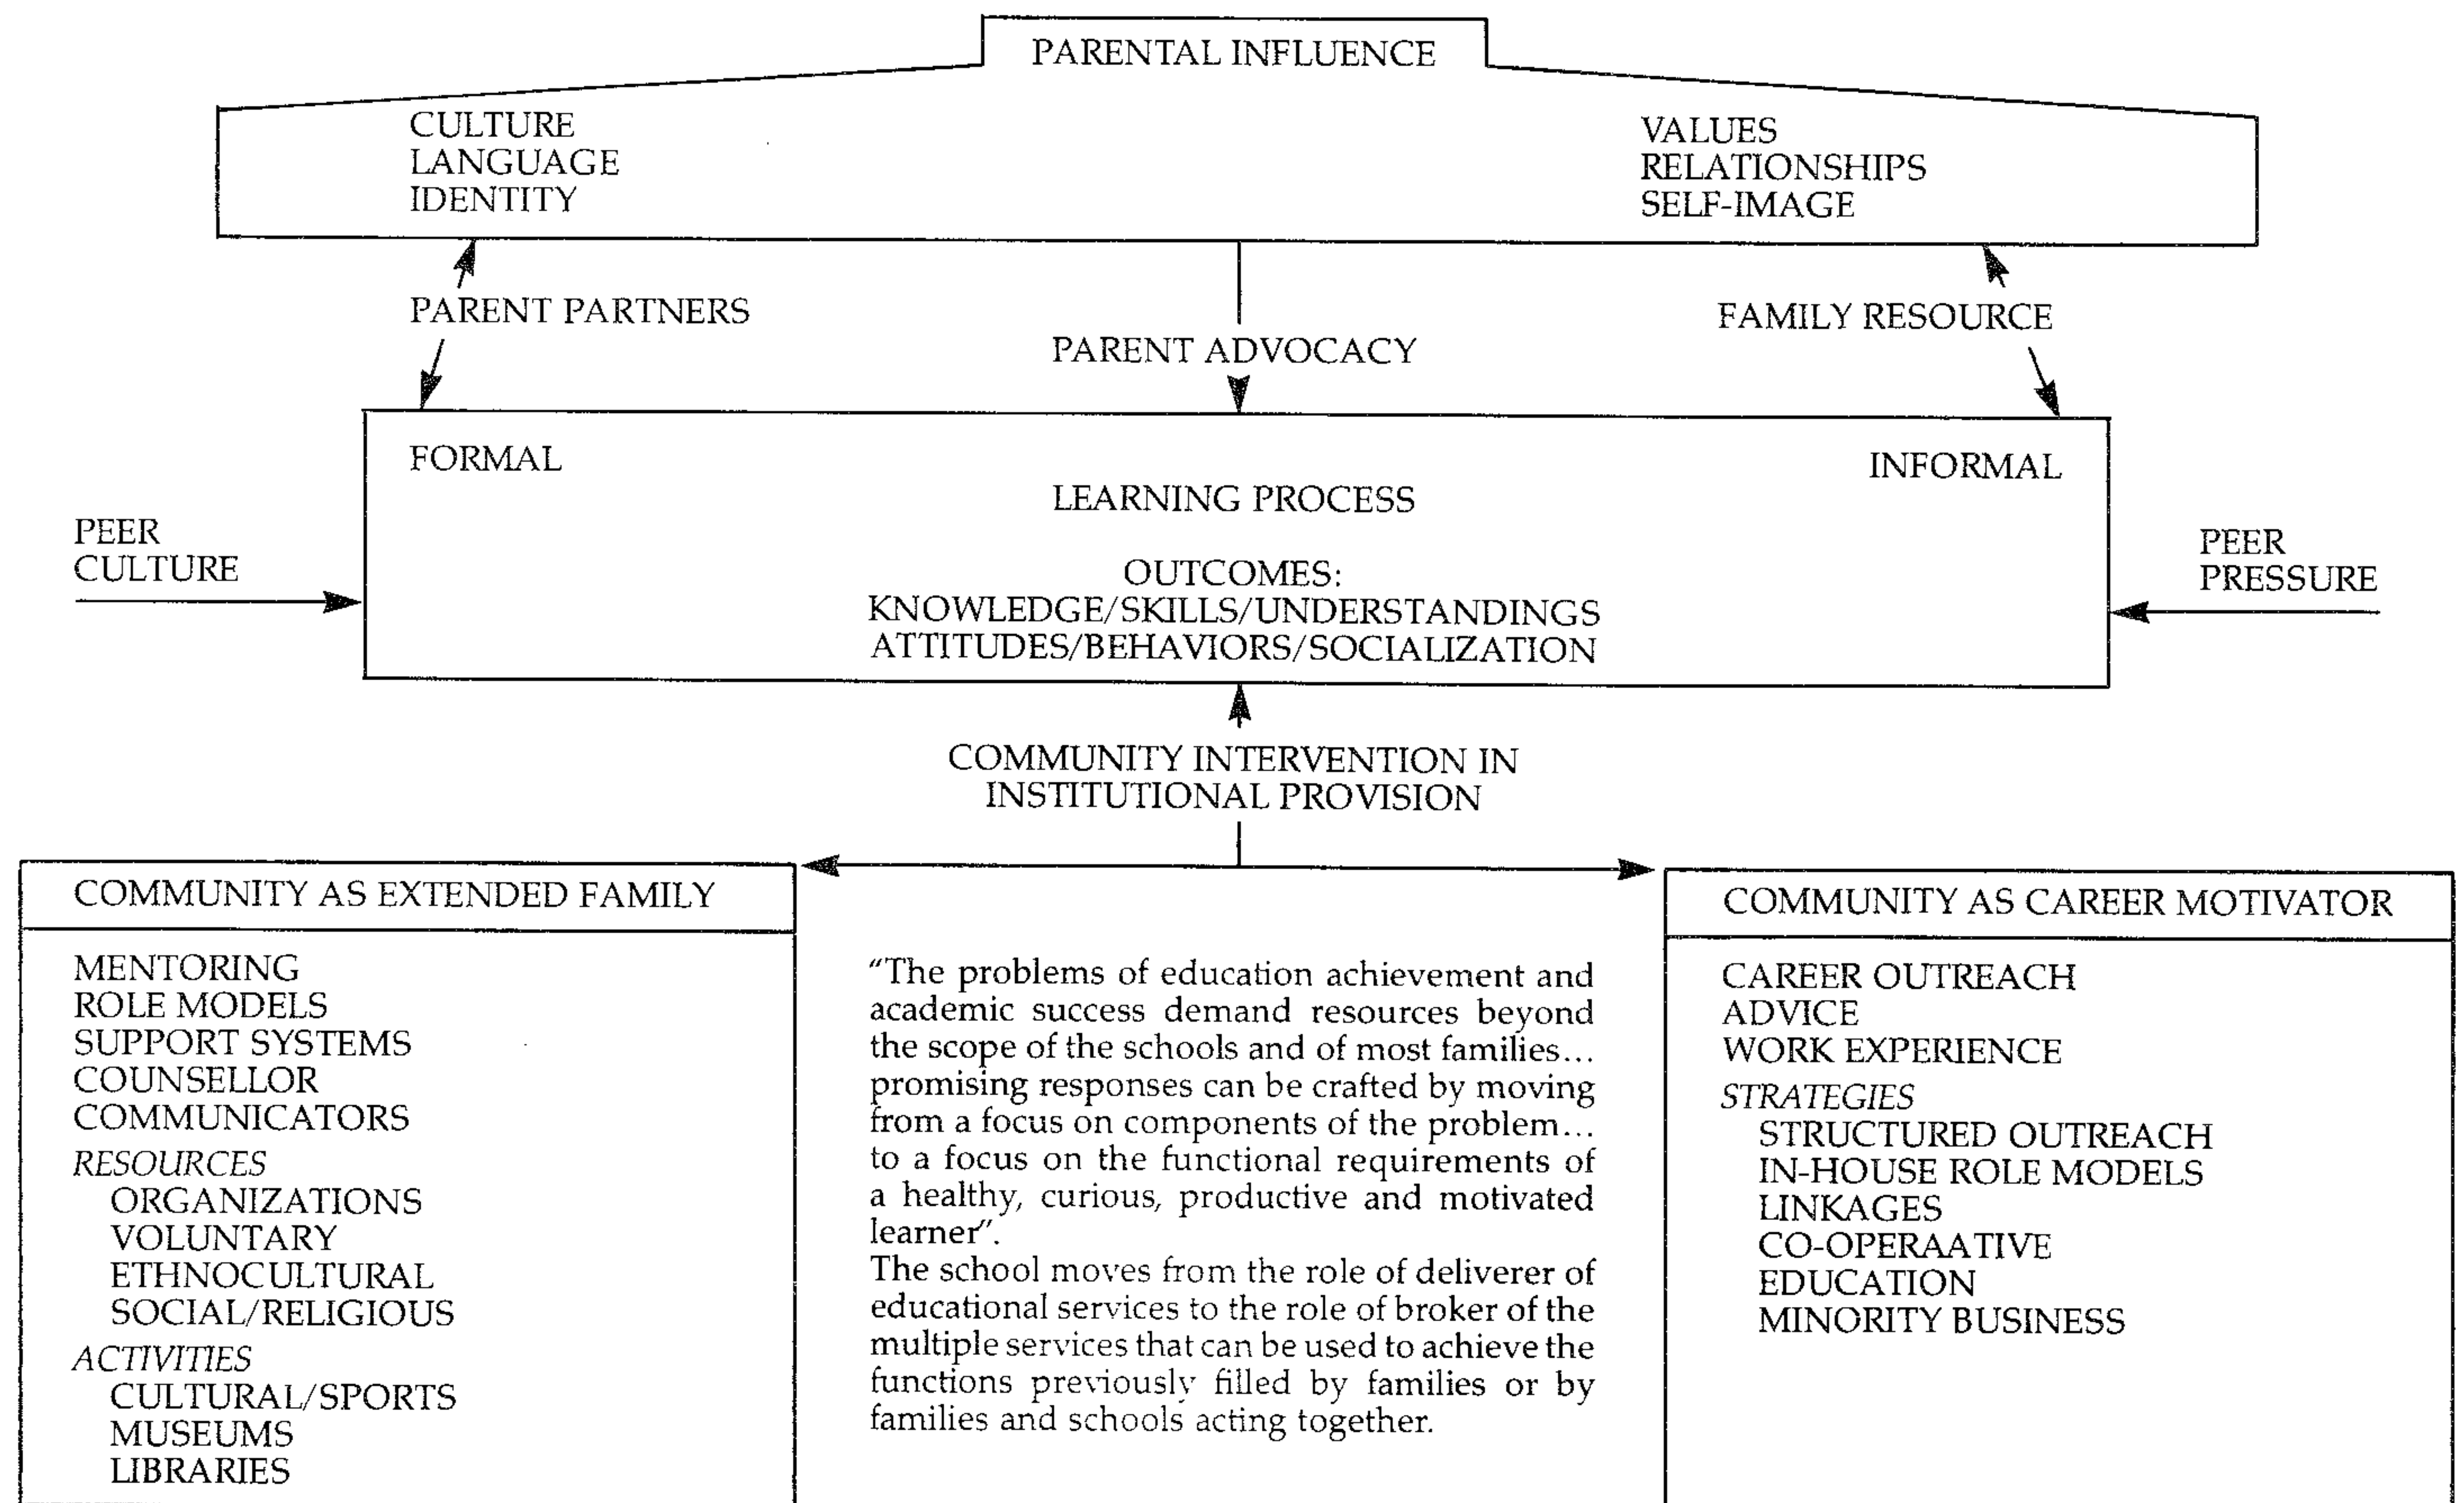 PARENTAL INFLUENCE
CULTURE
LANGUAGE
IDENTITY
VALUES
RELATIONSHIPS
SELF-IMAGE
PARENT PARTNERS
PARENT ADVOCACY
FAMILY RESOURCE
FORMAL
INFORMAL
LEARNING PROCESS
OUTCOMES:
KNOWLEDGE/SKILLS/UNDERSTANDINGS
ATTITUDES/BEHAVIORS/SOCIALIZATION
PEER
CULTURE
PEER
PRESSURE
COMMUNITY INTERVENTION IN
INSTITUTIONAL PROVISION
COMMUNITY AS EXTENDED FAMILY
MENTORING
ROLE MODELS
SUPPORT SYSTEMS
COUNSELLOR
COMMUNICATORS
RESOURCES
ORGANIZATIONS
VOLUNTARY
ETHNOCULTURAL
SOCIAL/RELIGIOUS
ACTIVITIES
CULTURAL/SPORTS
MUSEUMS
LIBRARIES
"The problems of education achievement and
academic success demand resources beyond
the scope of the schools and of most families...
promising responses can be crafted by moving
from a focus on components of the problem...
to a focus on the functional requirements of
a healthy, curious, productive and motivated
learner".
The school moves from the role of deliverer of
educational services to the role of broker of the
multiple services that can be used to achieve the
functions previously filled by families or by
families and schools acting together.
COMMUNITY AS CAREER MOTIVATOR
CAREER OUTREACH
ADVICE
WORK EXPERIENCE
STRATEGIES
STRUCTURED OUTREACH
IN-HOUSE ROLE MODELS
LINKAGES
CO-OPERAATIVE
EDUCATION
MINORITY BUSINESS